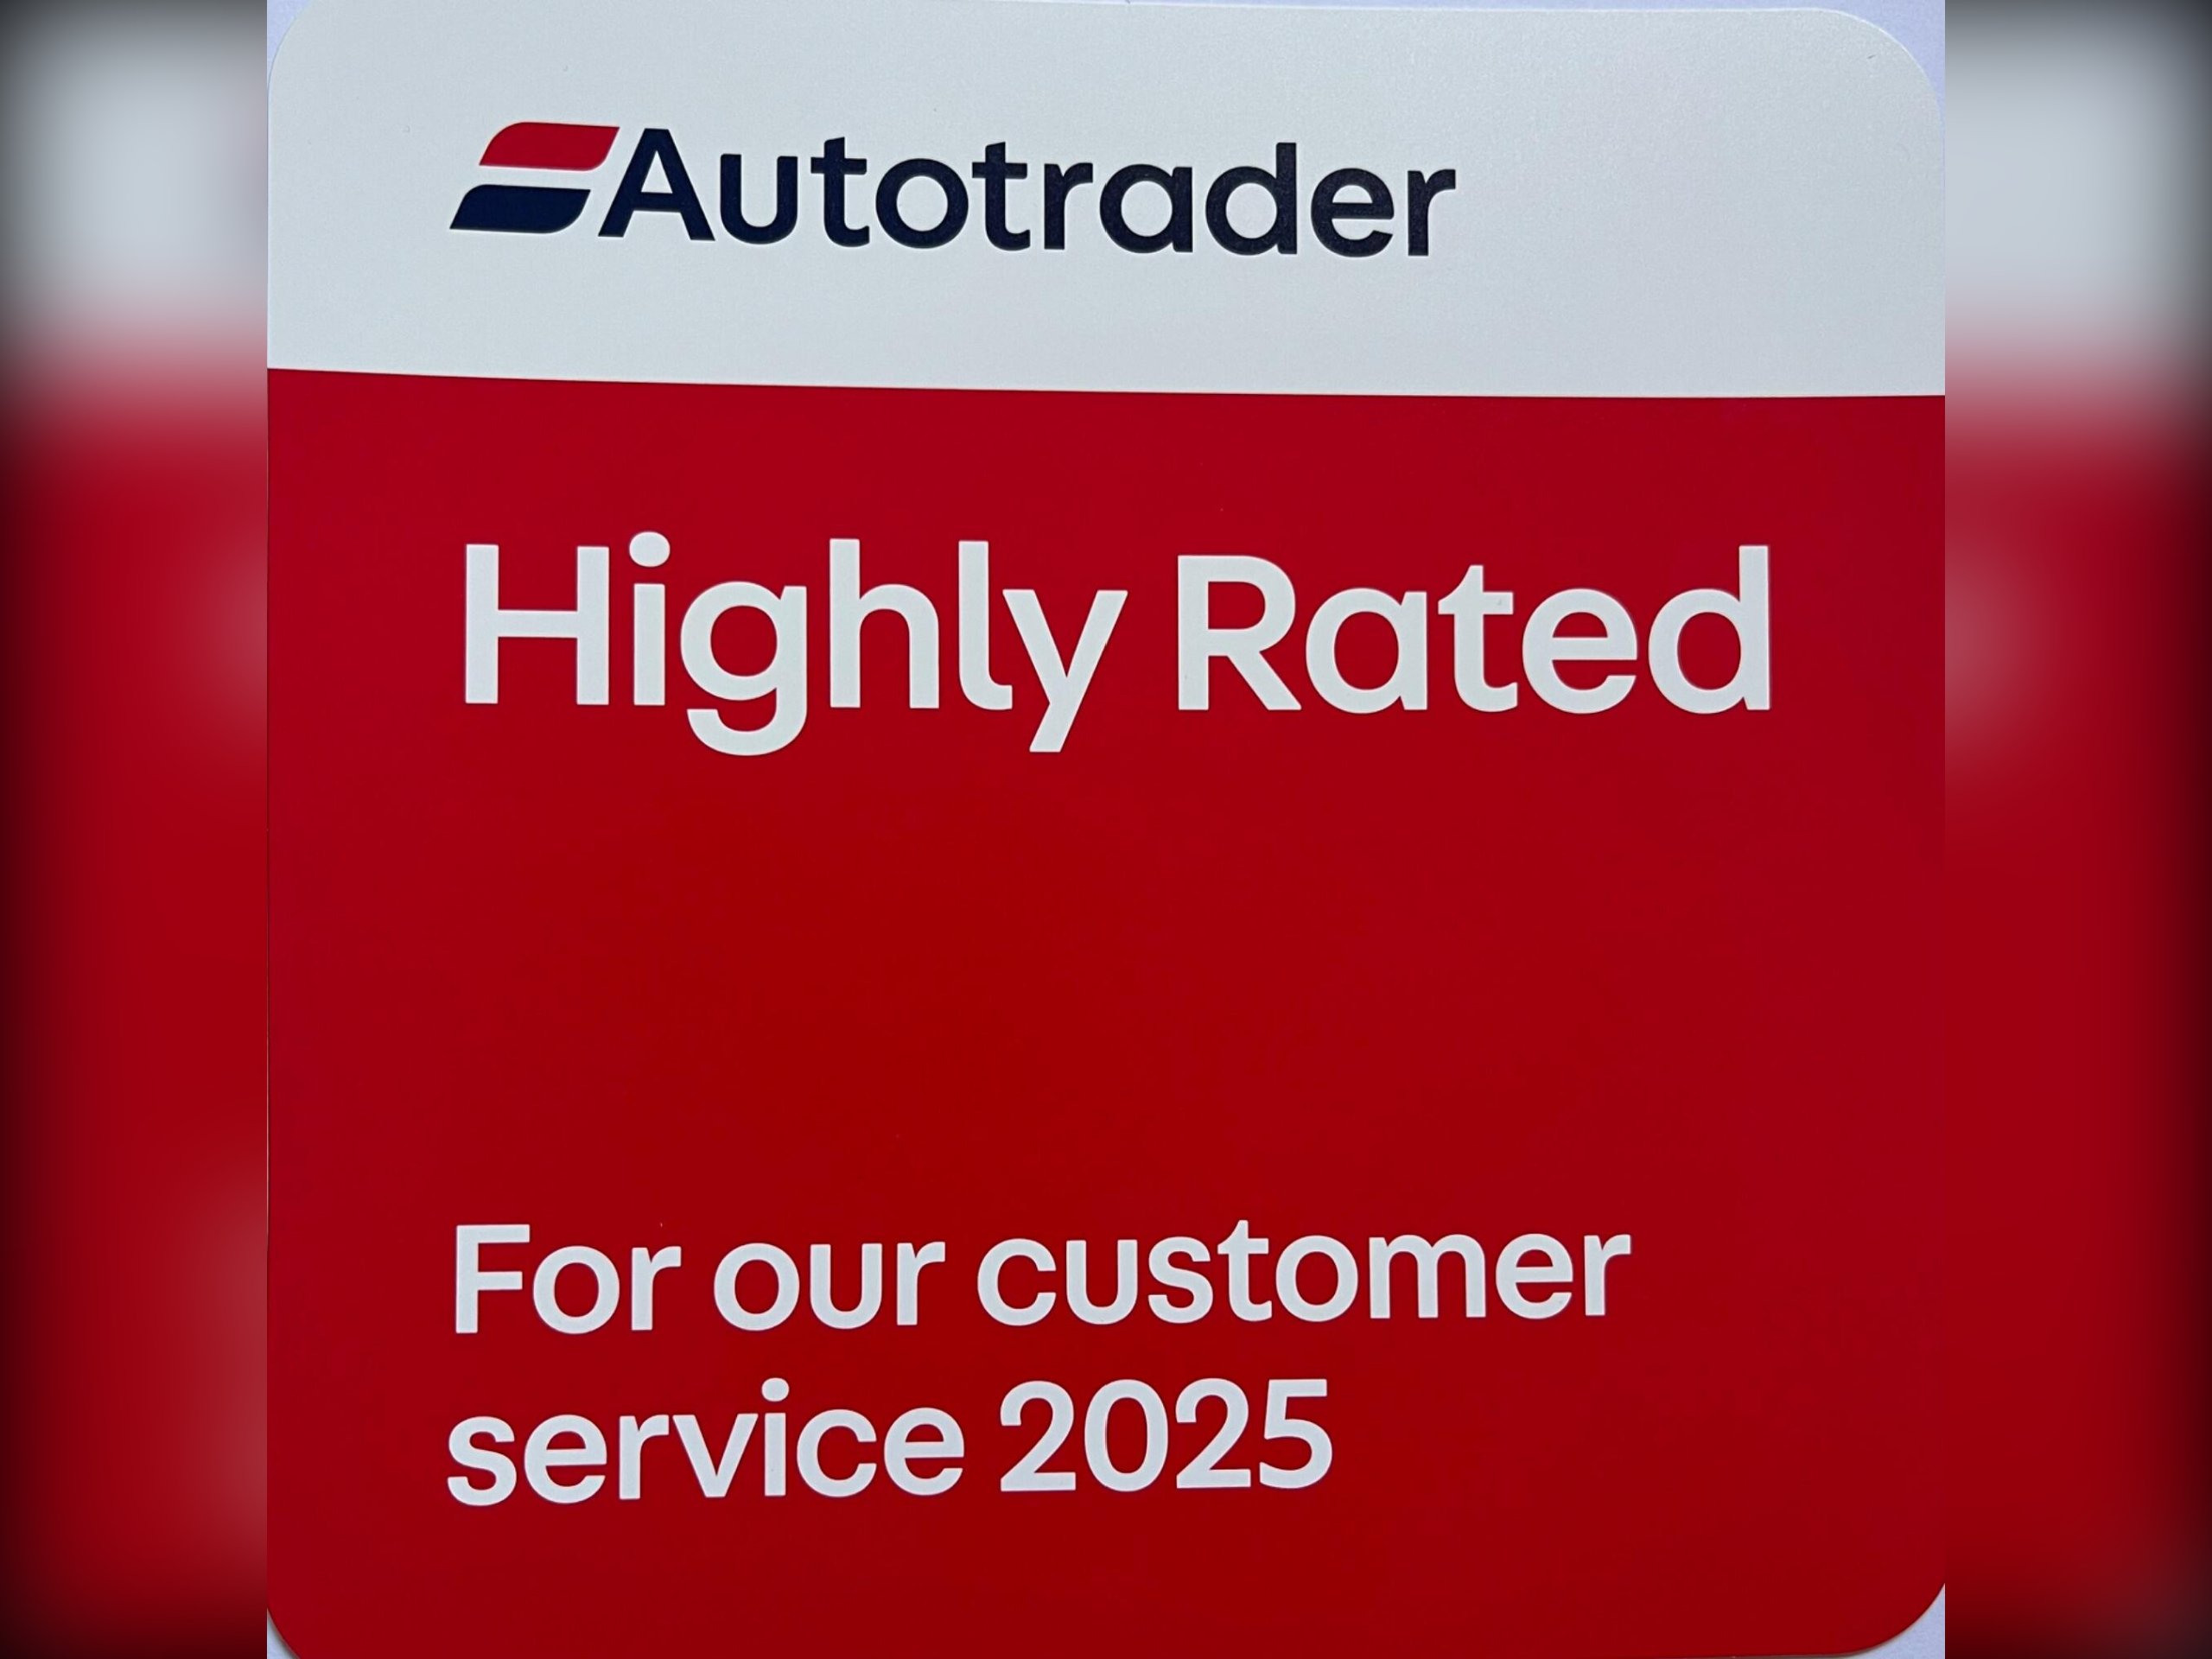 Autotrader
Highly Rated
For our customer
service 2025